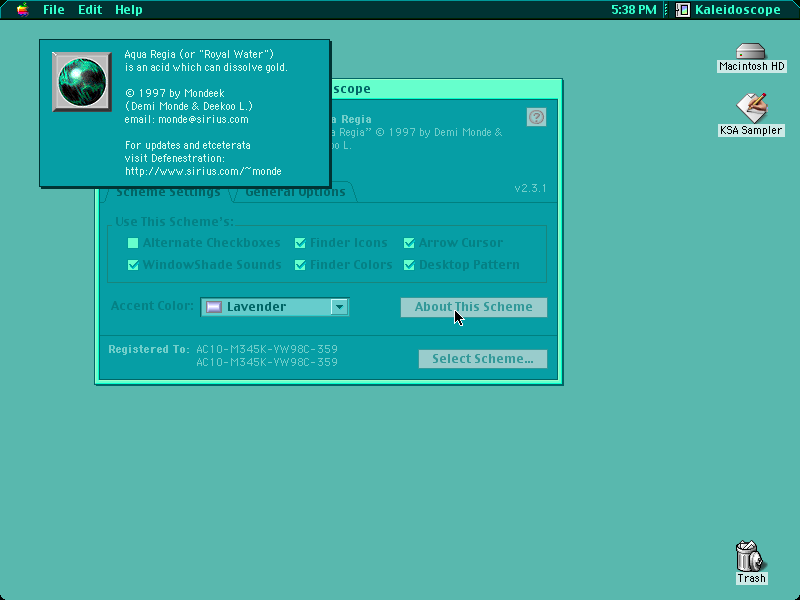 File Edit Help
5:38 PM Kaleidoscope
Aqua Regia (or "Royal Water")
is an acid which can dissolve gold.
© 1997 by Mondeek
(Demi Monde & Deekoo L.)
email: monde@sirius.com
For updates and etceterata
visit Defenestration:
http://www.sirius.com/~monde
scope
a Regia
a Regia" © 1997 by Demi Monde &
o L.
?
v2.3.1
Scheme Settings
General Options
Use This Scheme's:
Alternate Checkboxes Finder Icons Arrow Cursor
WindowShade Sounds Finder Colors Desktop Pattern
Accent Color: Lavender
About This Scheme
Registered To: AC10-M345K-YW98C-359
AC10-M345K-YW98C-359
Select Scheme...
Macintosh HD
KSA Sampler
Trash